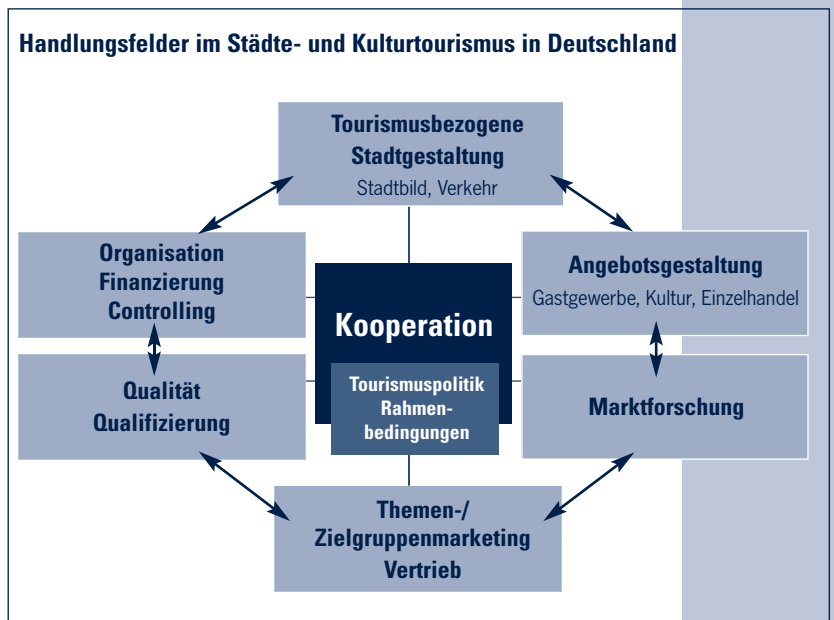 Handlungsfelder im Städte- und Kulturtourismus in Deutschland
Tourismusbezogene
Stadtgestaltung
Stadtbild, Verkehr
Organisation
Finanzierung
Controlling
Angebotsgestaltung
Gastgewerbe, Kultur, Einzelhandel
Kooperation
Tourismuspolitik
Rahmen-
bedingungen
Qualität
Qualifizierung
Marktforschung
Themen-/
Zielgruppenmarketing
Vertrieb